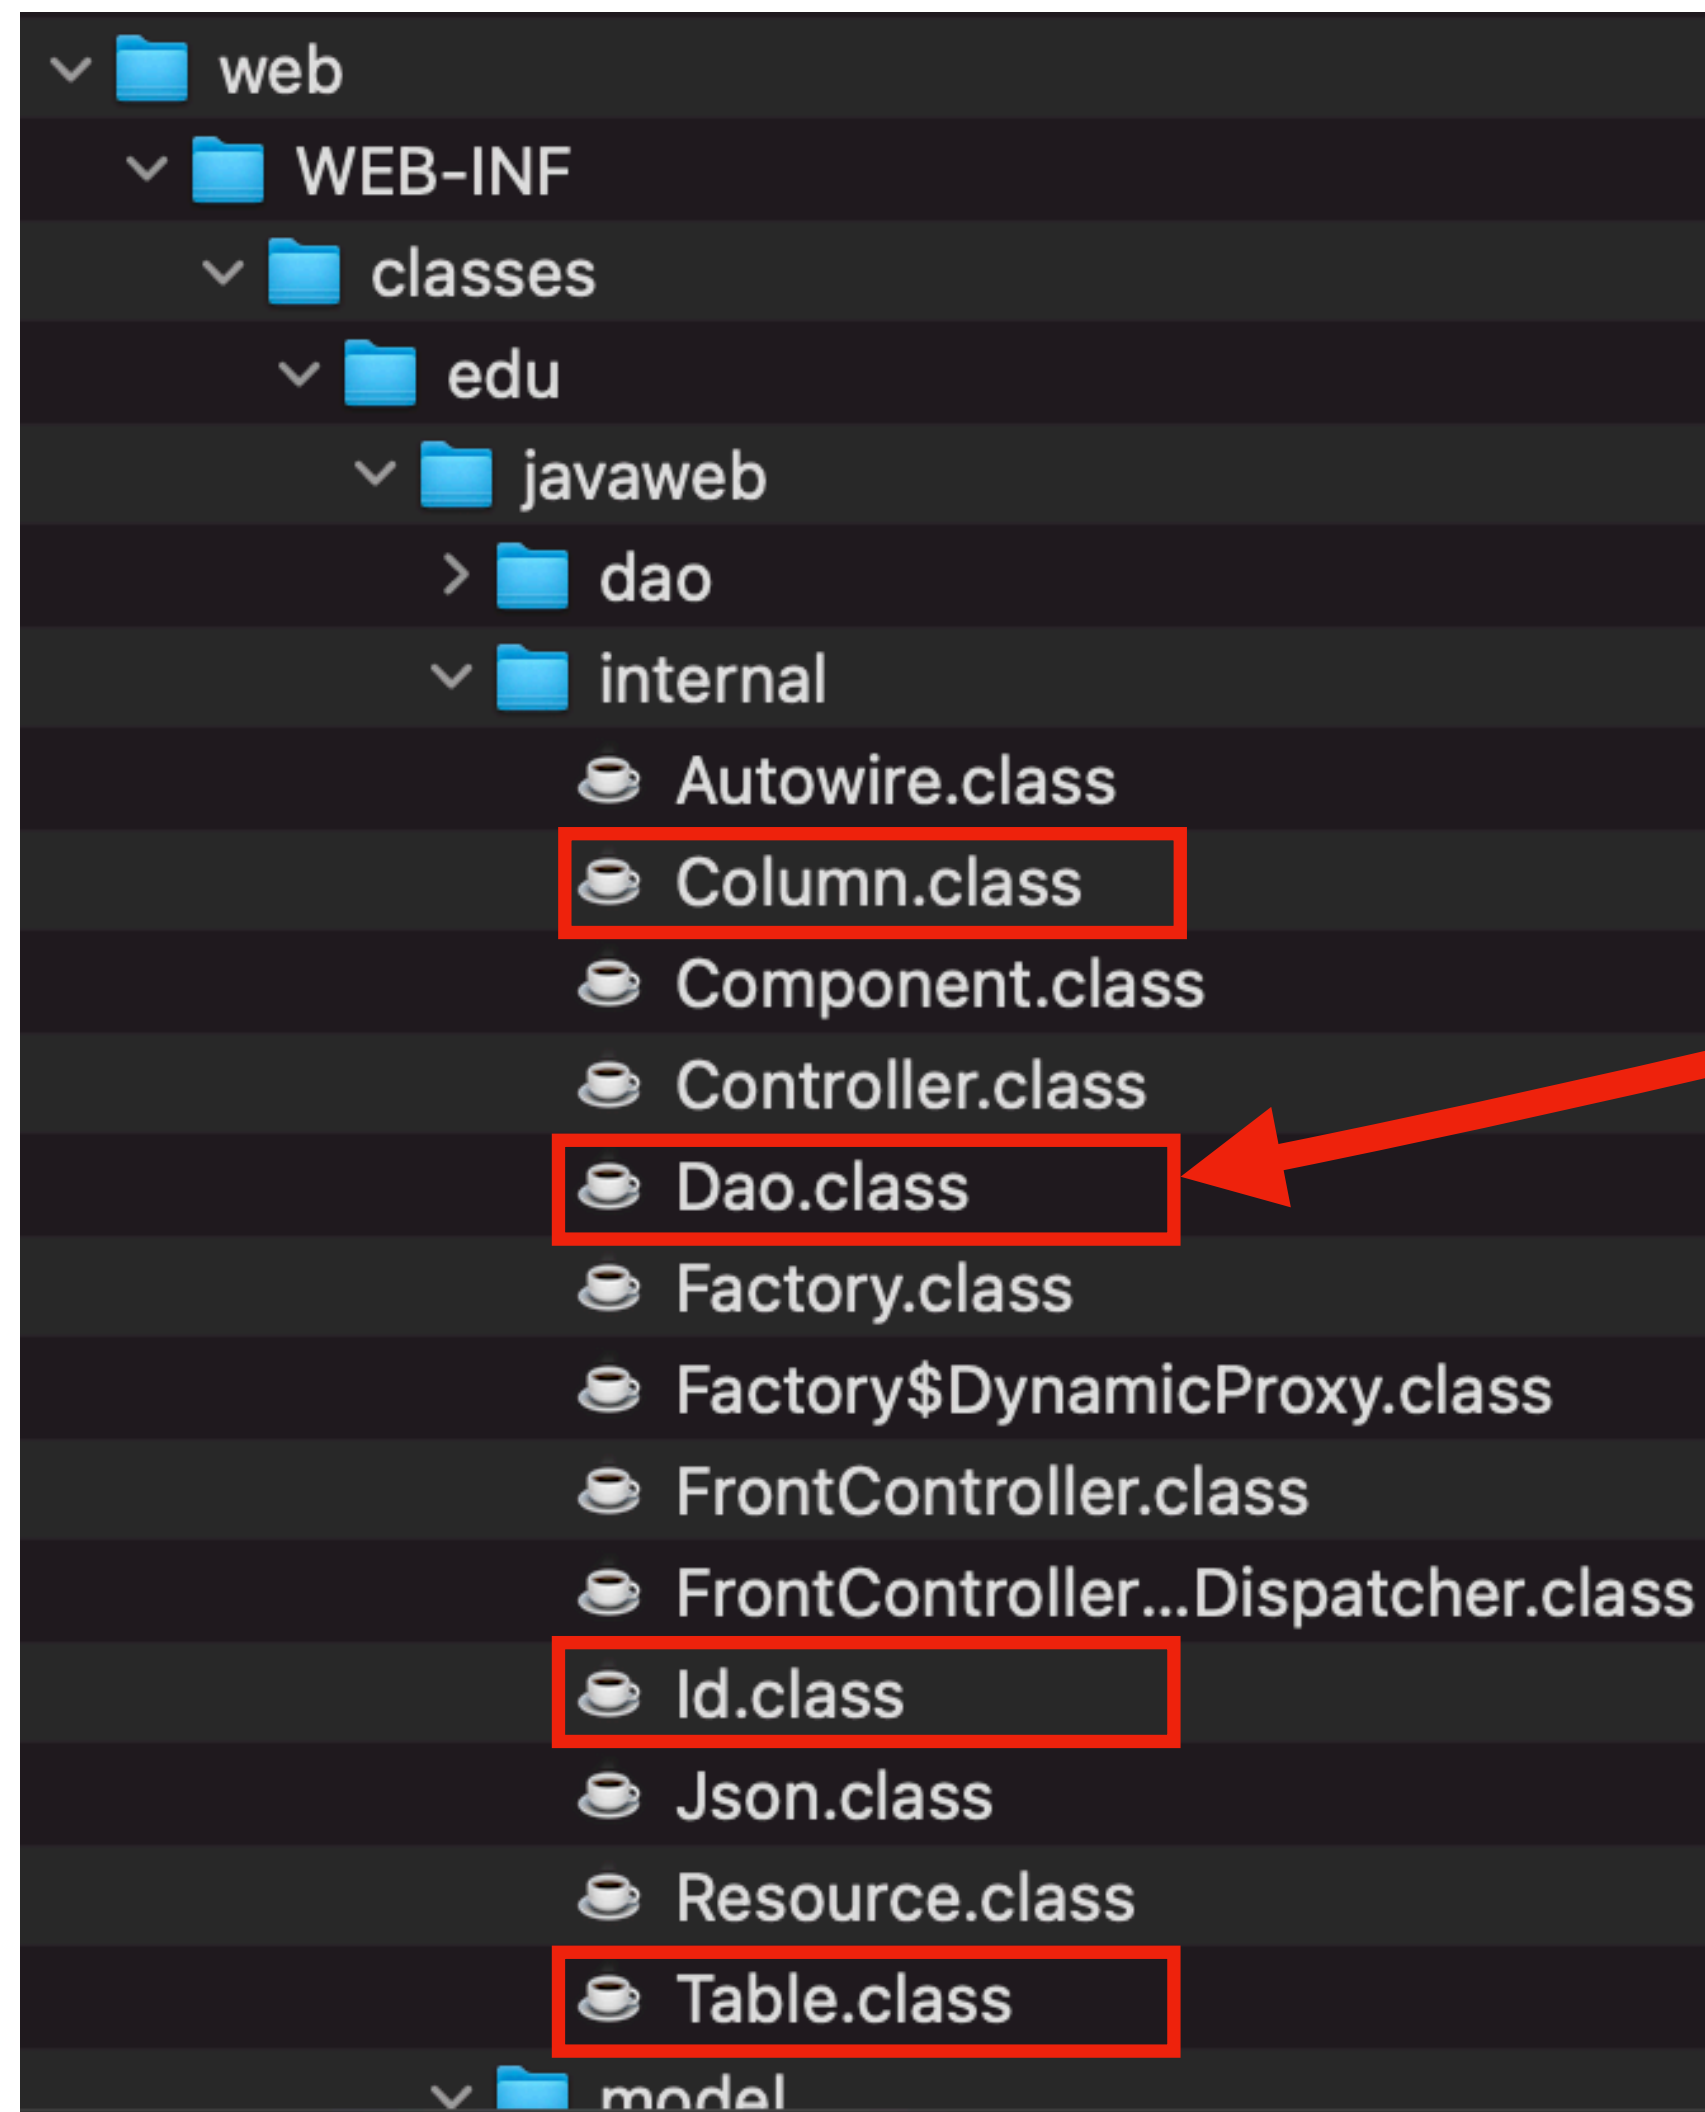 web
WEB-INF
classes
edu
javaweb
dao
internal
Autowire.class
Column.class
Component.class
Controller.class
Dao.class
Factory.class
Factory$DynamicProxy.class
FrontController.class
FrontController...Dispatcher.class
Id.class
Json.class
Resource.class
Table.class
model